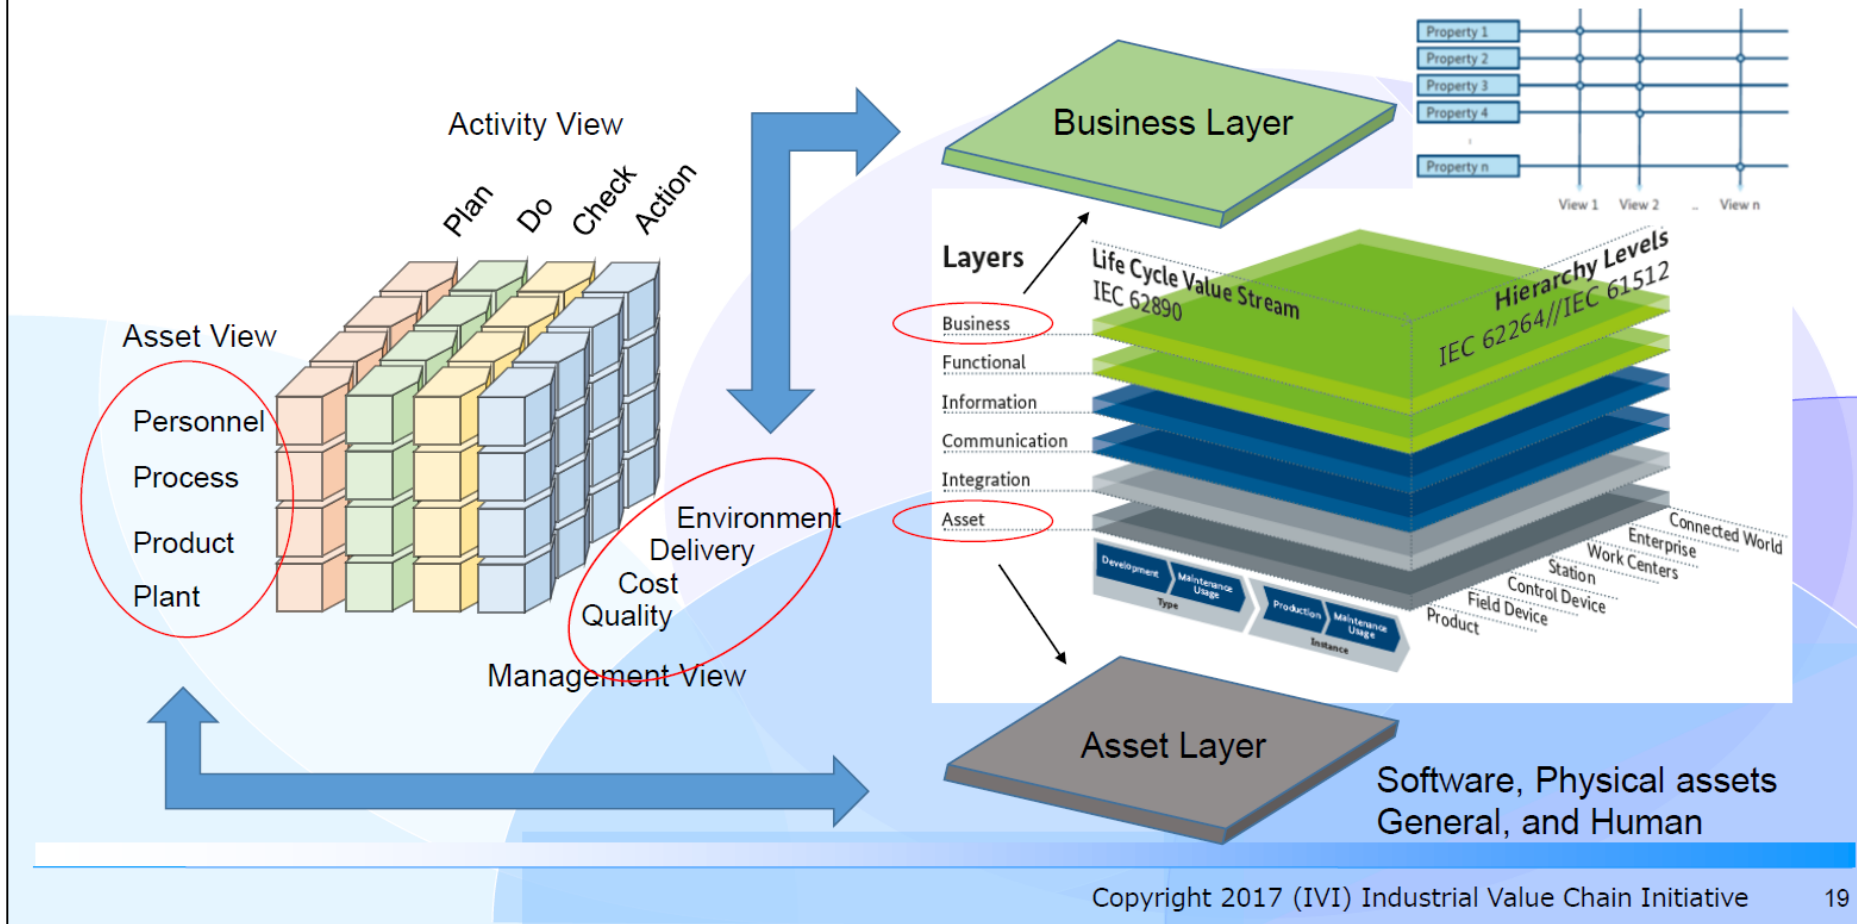 Activity View
Plan
Do
Check
Action
Asset View
Personnel
Process
Product
Plant
Environment
Delivery
Cost
Quality
Management View
Business Layer
Property 1
Property 2
Property 3
Property 4
Property n
View 1 View 2 .. View n
Layers
Business
Functional
Information
Communication
Integration
Asset
Life Cycle Value Stream
IEC 62890
Hierarchy Levels
IEC 62264//IEC 61512
Development
Maintenance
Usage
Type
Production
Maintenance
Usage
Instance
Connected World
Enterprise
Work Centers
Station
Control Device
Field Device
Product
Asset Layer
Software, Physical assets
General, and Human
Copyright 2017 (IVI) Industrial Value Chain Initiative 19